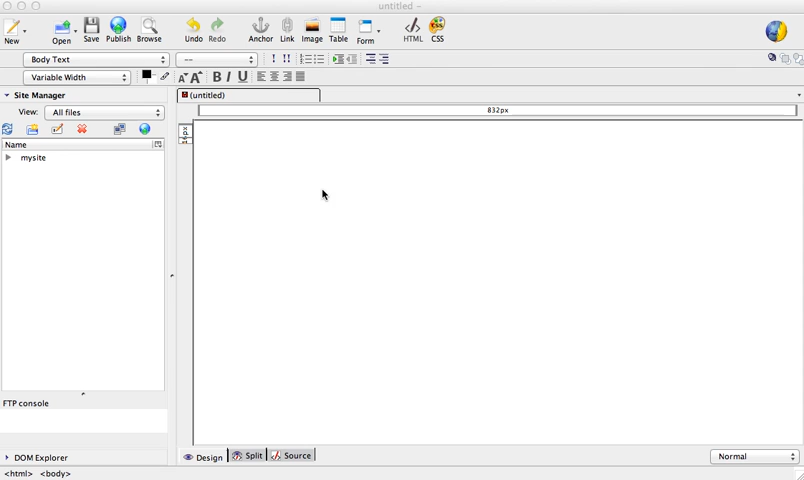 untitled –
New Open Save Publish Browse Undo Redo Anchor Link Image Table Form HTML CSS
Body Text --
! !!
Variable Width A A B I U
Site Manager (untitled)
View: All files 832px
Name
mysite
FTP console
DOM Explorer Design Split Source Normal
<html> <body>